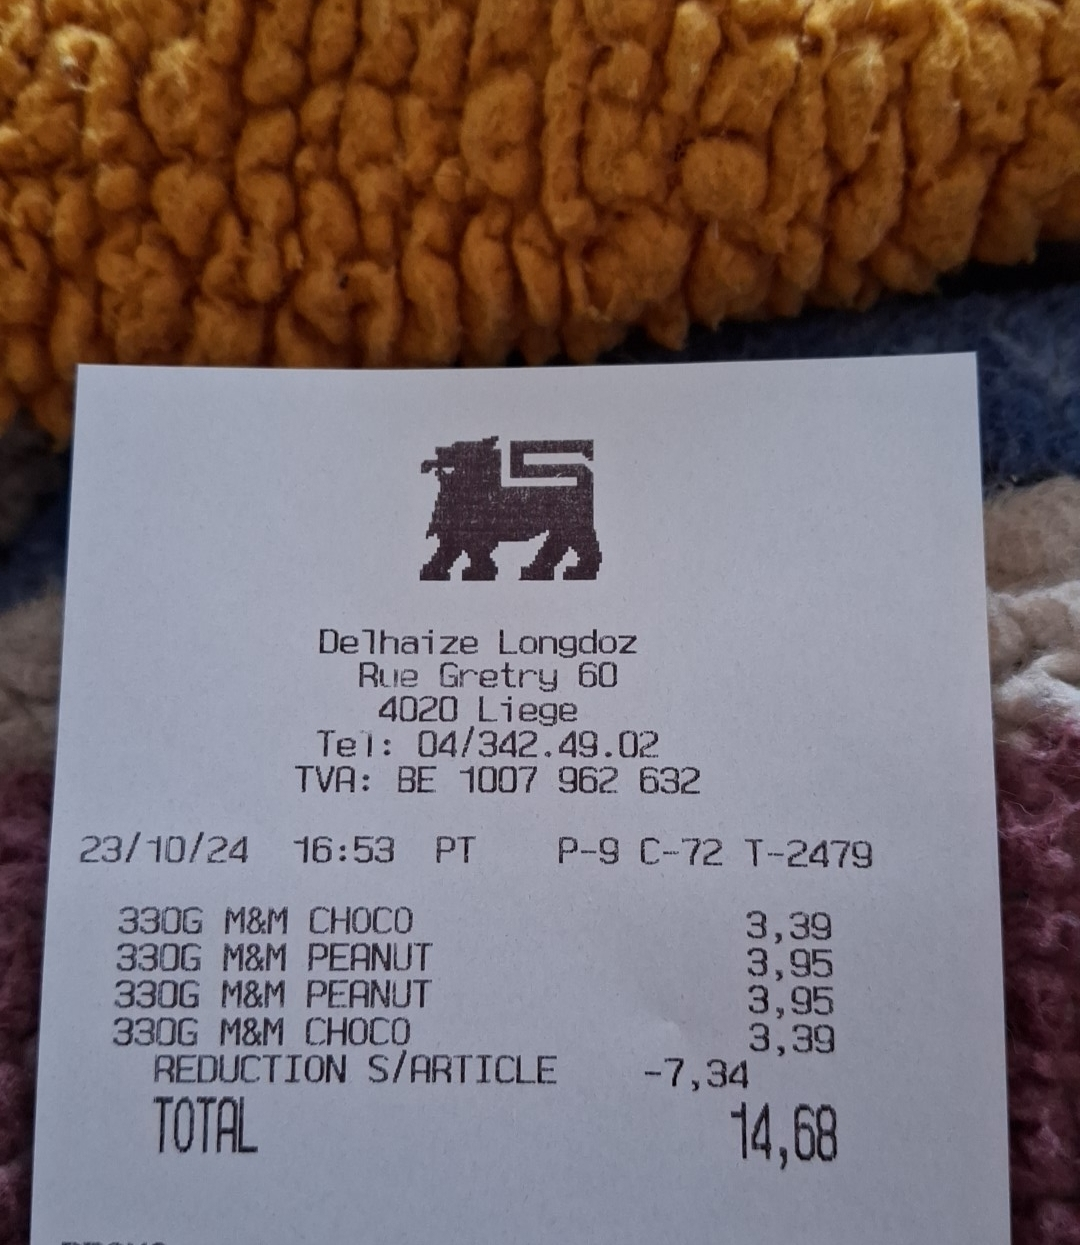 Delhaize Longdoz
Rue Gretry 60
4020 Liege
Tel: 04/342.49.02
TVA: BE 1007 962 632
23/10/24 16:53 PT P-9 C-72 T-2479
330G M&M CHOCO 3,39
330G M&M PEANUT 3,95
330G M&M PEANUT 3,95
330G M&M CHOCO 3,39
REDUCTION S/ARTICLE -7,34
TOTAL 14,68